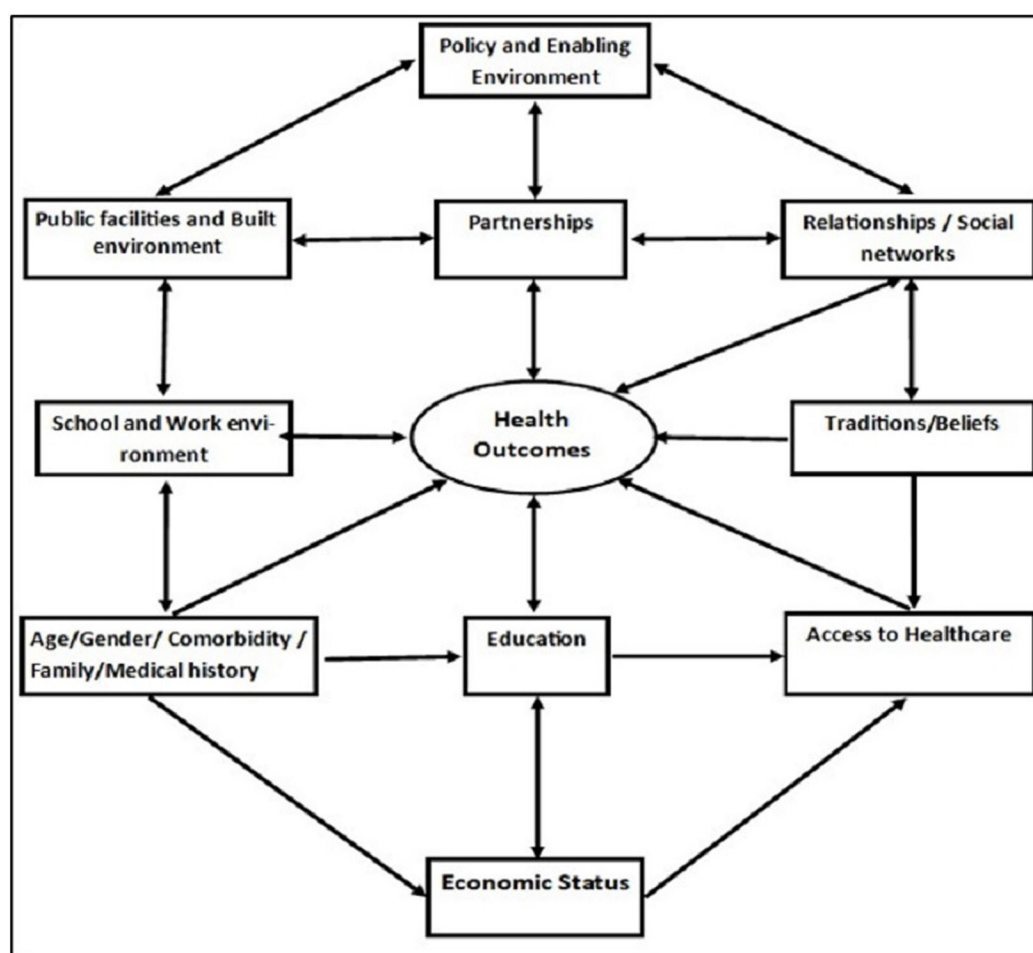 Policy and Enabling
Environment
Public facilities and Built
environment
Partnerships
Relationships / Social
networks
School and Work envi-
ronment
Health
Outcomes
Traditions/Beliefs
Age/Gender/ Comorbidity /
Family/Medical history
Education
Access to Healthcare
Economic Status